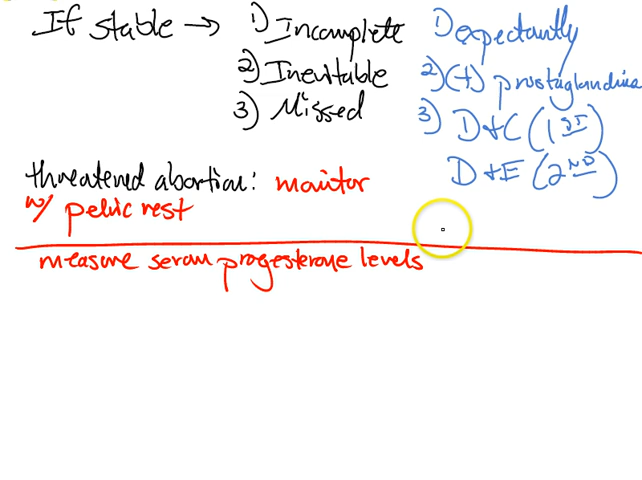 If stable → 1) Incomplete 1) expectantly
2) Inevitable 2) (+) prostaglandins
3) Missed 3) D+C (1ST)
D+E (2ND)
threatened abortion: monitor
w/ pelvic rest
measure serum progesterone levels